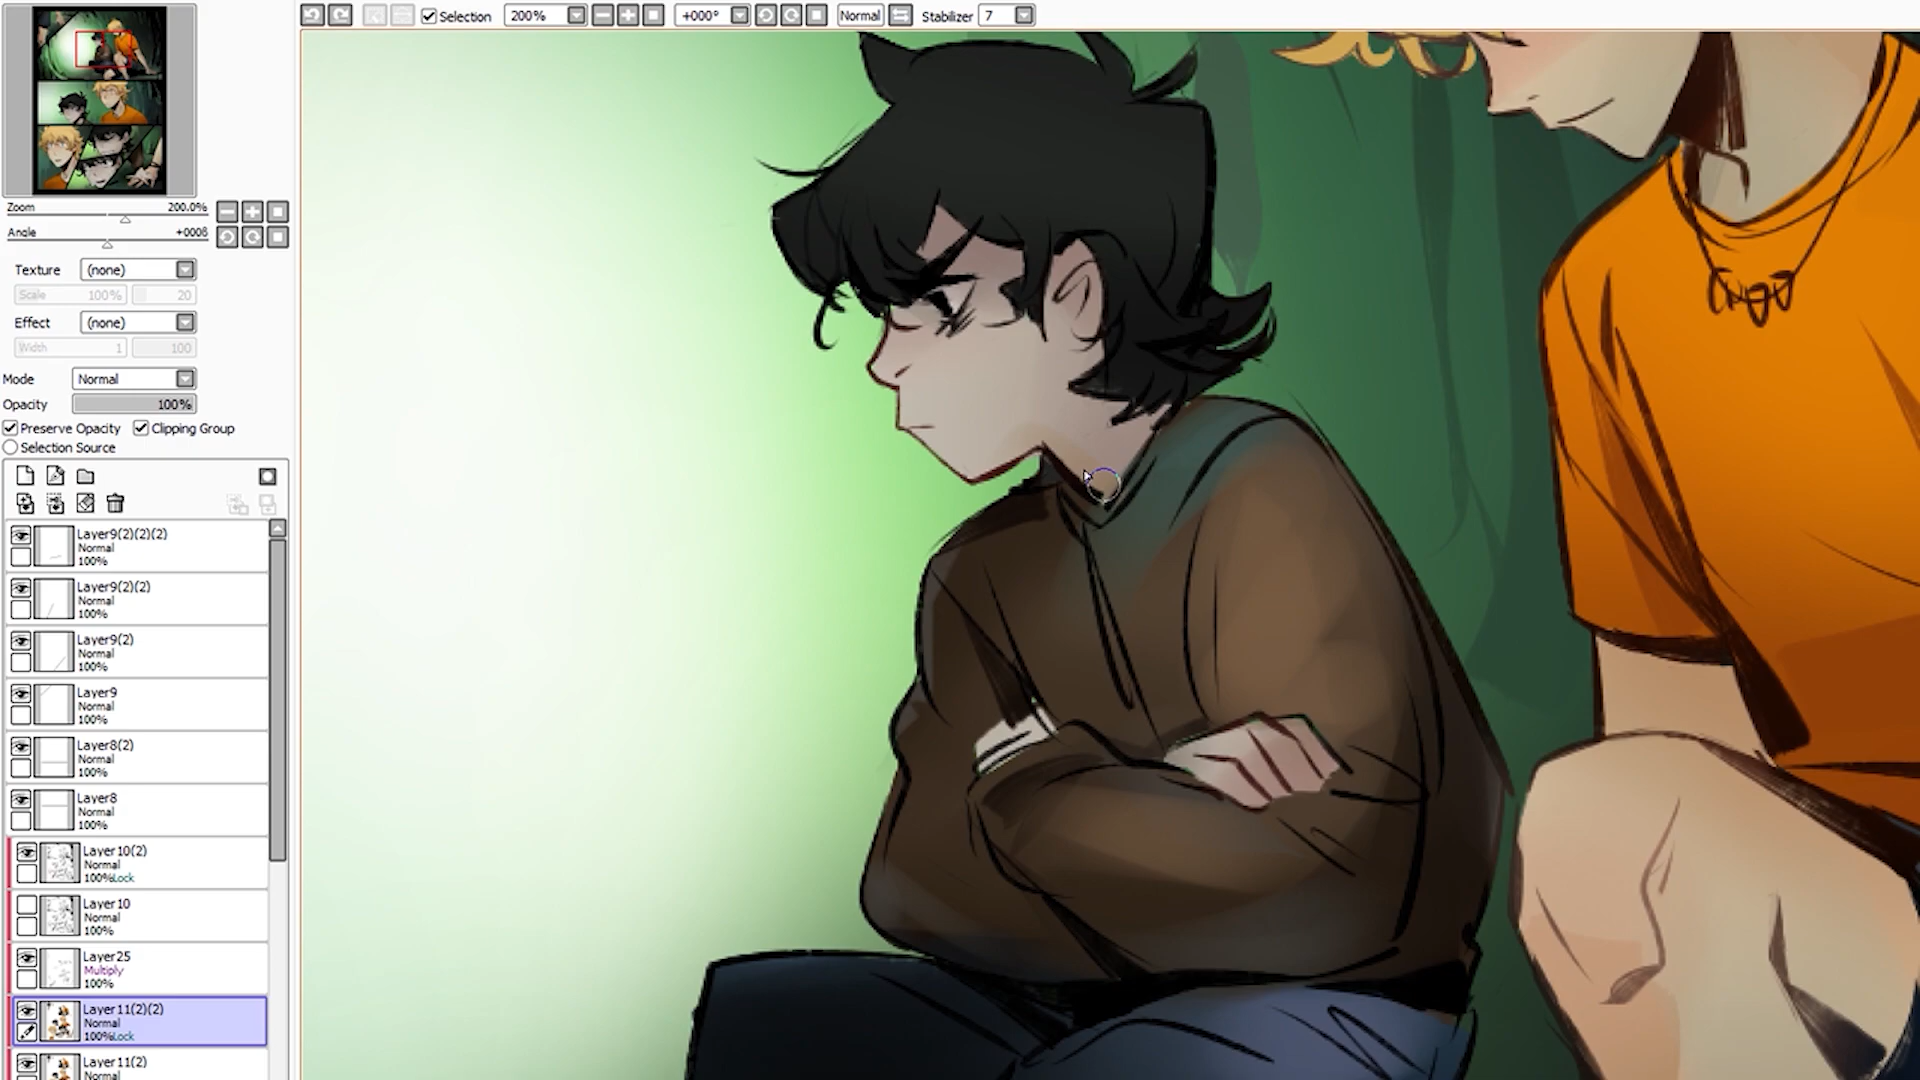 Selection
200%
+000°
Normal
Stabilizer
7
Zoom
200.0%
Angle
Texture
(none)
Scale
100%
20
Effect
(none)
Width
1
100
Mode
Normal
Opacity
100%
Preserve Opacity
Clipping Group
Selection Source
Layer9(2)(2)(2)
Normal
100%
Layer9(2)(2)
Normal
100%
Layer9(2)
Normal
100%
Layer9
Normal
100%
Layer8(2)
Normal
100%
Layer8
Normal
100%
Layer10(2)
Normal
100%Lock
Layer10
Normal
100%
Layer25
Multiply
100%
Layer11(2)(2)
Normal
100%Lock
Layer11(2)
Normal